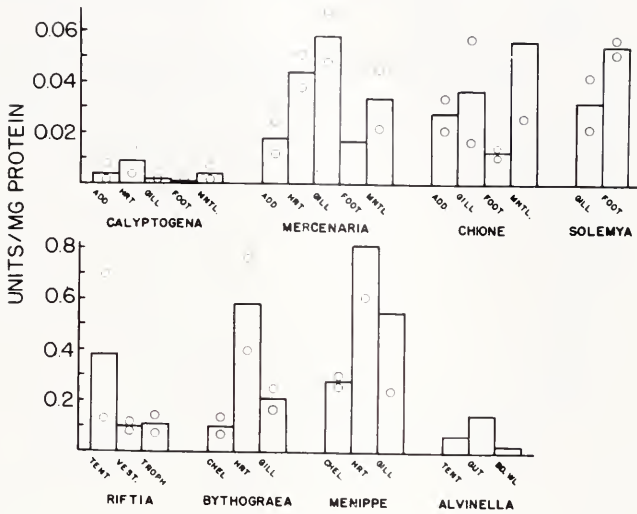 UNITS/MG PROTEIN
0.06
0.04
0.02
ADD HRT GILL FOOT MNTL.
CALYPTOGENA
ADD HRT GILL FOOT MNTL
MERCENARIA
ADD. GILL FOOT MNTL.
CHIONE
GILL FOOT
SOLEMYA
0.8
0.6
0.4
0.2
TENT VEST. TROPH
RIFTIA
CHEL HRT GILL
BYTHOGRAEA
CHEL HRT GILL
MENIPPE
TENT GUT BD.WL
ALVINELLA